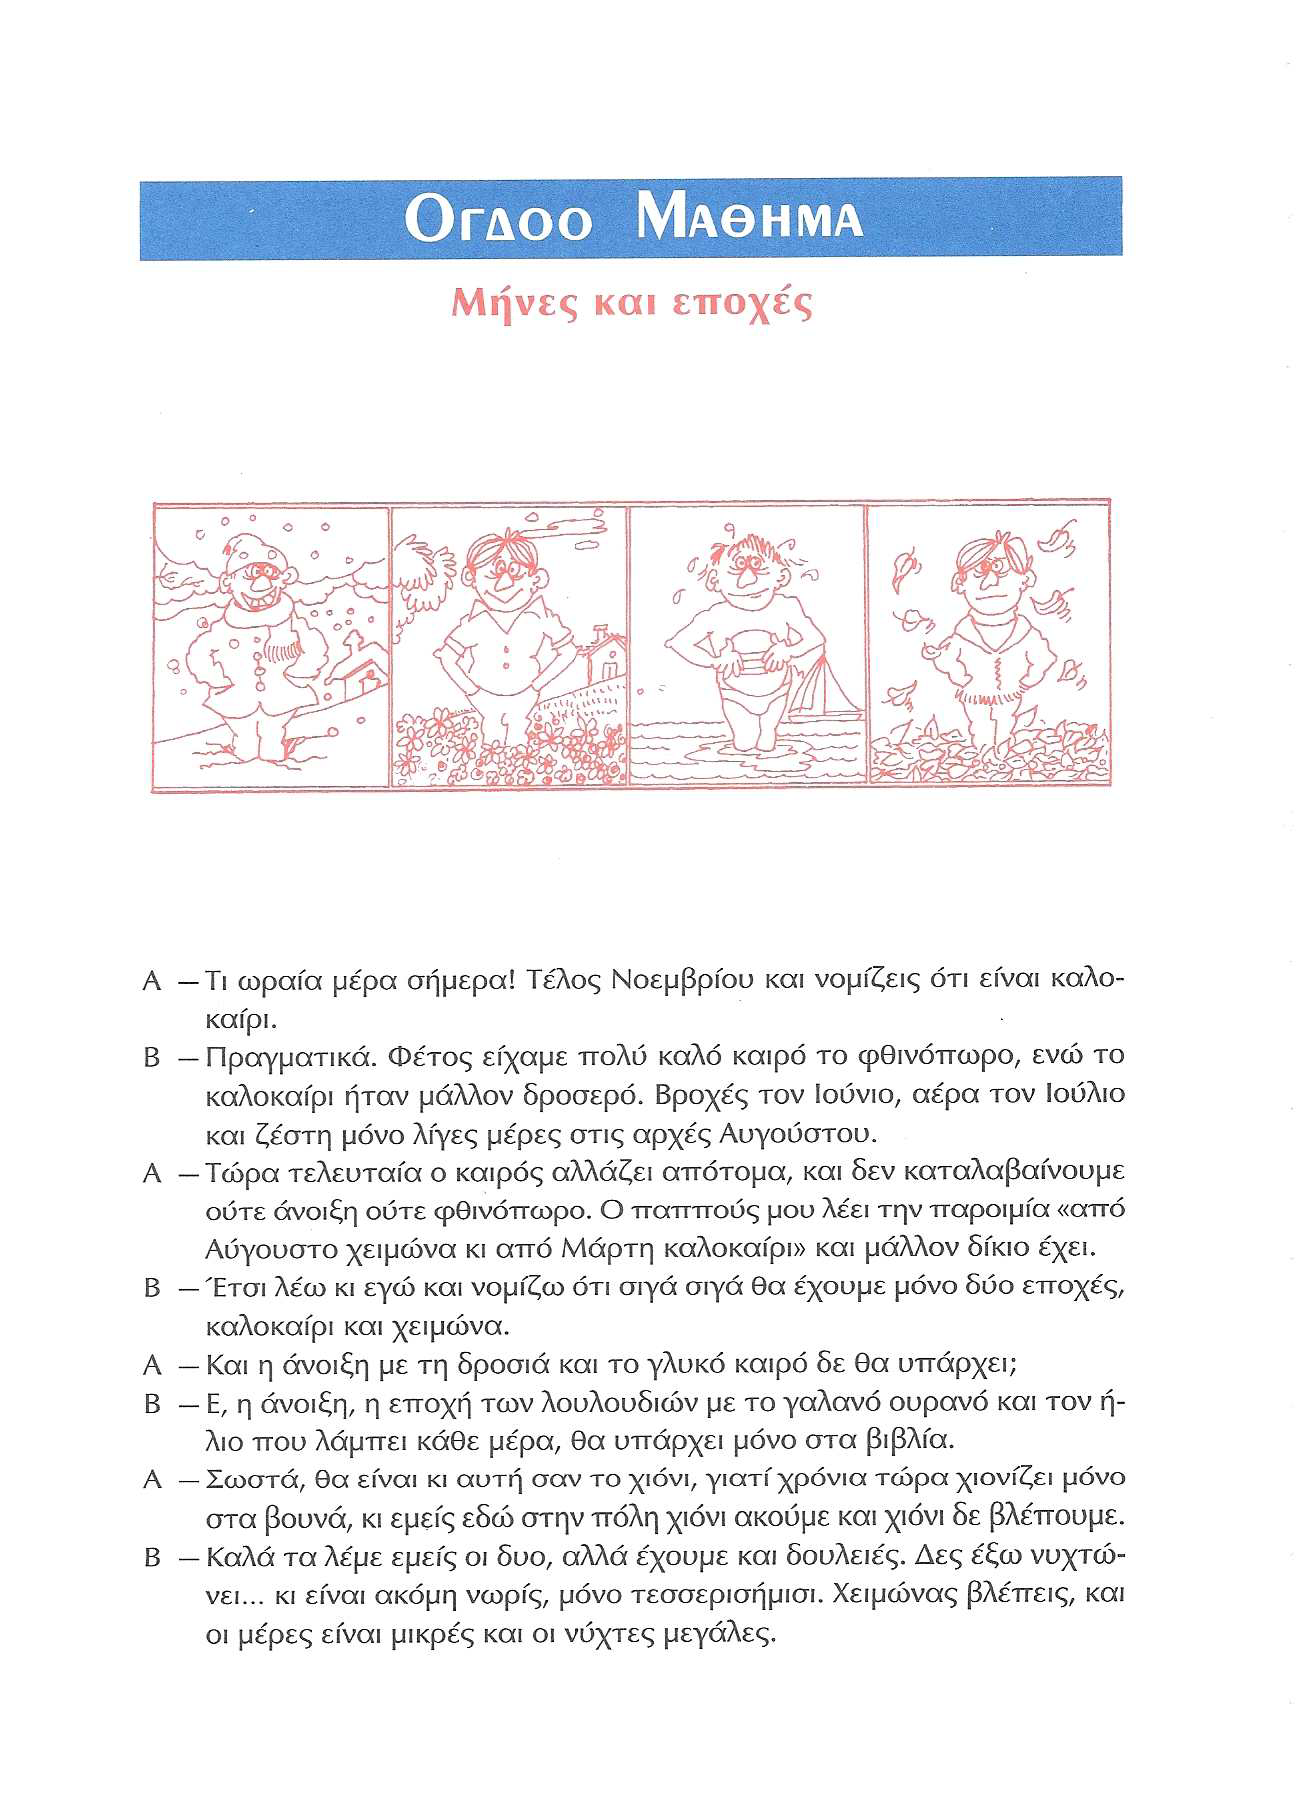 ΟΓΔΟΟ ΜΑΘΗΜΑ
Μήνες και εποχές
Α – Τι ωραία μέρα σήμερα! Τέλος Νοεμβρίου και νομίζεις ότι είναι καλο-
καίρι.
Β – Πραγματικά. Φέτος είχαμε πολύ καλό καιρό το φθινόπωρο, ενώ το
καλοκαίρι ήταν μάλλον δροσερό. Βροχές τον Ιούνιο, αέρα τον Ιούλιο
και ζέστη μόνο λίγες μέρες στις αρχές Αυγούστου.
Α – Τώρα τελευταία ο καιρός αλλάζει απότομα, και δεν καταλαβαίνουμε
ούτε άνοιξη ούτε φθινόπωρο. Ο παππούς μου λέει την παροιμία «από
Αύγουστο χειμώνα κι από Μάρτη καλοκαίρι» και μάλλον δίκιο έχει.
Β – Έτσι λέω κι εγώ και νομίζω ότι σιγά σιγά θα έχουμε μόνο δύο εποχές,
καλοκαίρι και χειμώνα.
Α – Και η άνοιξη με τη δροσιά και το γλυκό καιρό δε θα υπάρχει;
Β – Ε, η άνοιξη, η εποχή των λουλουδιών με το γαλανό ουρανό και τον ή-
λιο που λάμπει κάθε μέρα, θα υπάρχει μόνο στα βιβλία.
Α – Σωστά, θα είναι κι αυτή σαν το χιόνι, γιατί χρόνια τώρα χιονίζει μόνο
στα βουνά, κι εμείς εδώ στην πόλη χιόνι ακούμε και χιόνι δε βλέπουμε.
Β – Καλά τα λέμε εμείς οι δυο, αλλά έχουμε και δουλειές. Δες έξω νυχτώ-
νει... κι είναι ακόμη νωρίς, μόνο τεσσερισήμισι. Χειμώνας βλέπεις, και
οι μέρες είναι μικρές και οι νύχτες μεγάλες.